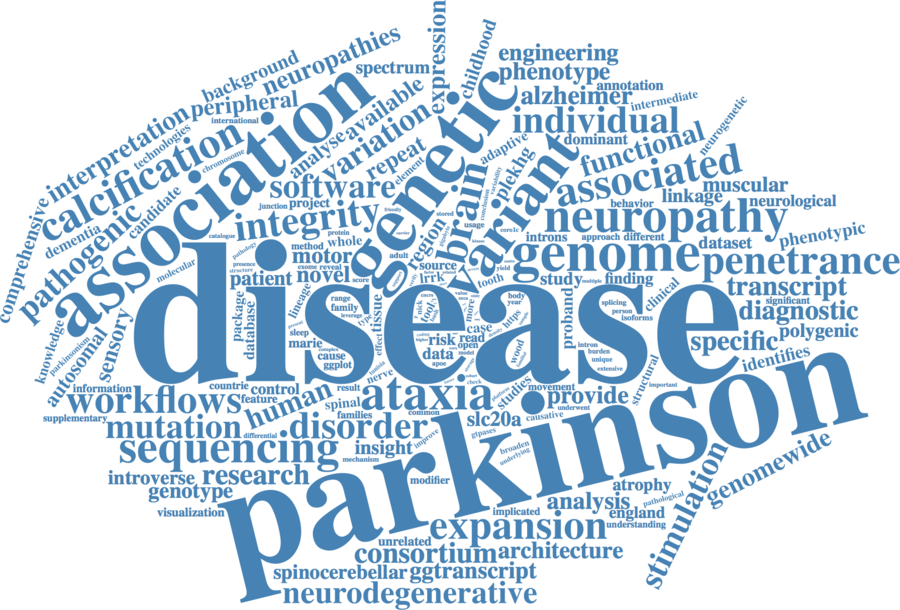 disease
parkinson
association
genetic
genome
variant
brain
neuropathy
associated
penetrance
individual
calcification
pathogenic
integrity
software
variation
interpretation
neuropathies
peripheral
background
spectrum
expression
childhood
engineering
phenotype
annotation
alzheimer
intermediate
neurogenetic
dominant
functional
adaptive
plekhg
repeat
element
analyse
available
international
technologies
chromosome
candidate
dementia
comprehensive
molecular
knowledge
parkinsonism
autosomal
sensory
lineage
package
database
patient
novel
motor
method
whole
protein
junction
project
catalogue
pathology
presence
structure
exome
reveal
score
adult
region
source
lrrk
tooth
usage
stored
conclusion
variability
introns
approach
different
behavior
linkage
muscular
neurological
phenotypic
dataset
study
multiple
finding
clinical
transcript
significant
diagnostic
polygenic
specific
identifies
structural
important
proband
splicing
person
isoforms
intron
burden
unique
extensive
https
body
year
wood
case
read
open
model
more
tool
risk
data
apoe
range
family
leverage
type
tissue
effect
sleep
marie
cause
ggplot
nerve
result
information
countrie
control
feature
workflows
supplementary
human
spinal
families
ataxia
common
slc20a
studies
platform
check
movement
provide
underwent
causative
gtpases
mutation
differential
disorder
sequencing
insight
mechanism
improve
broaden
underlying
introverse
research
genotype
visualization
modifier
atrophy
pathological
analysis
england
implicated
understanding
expansion
unrelated
consortium
architecture
spinocerebellar
ggtranscript
neurodegenerative
stimulation
genomewide